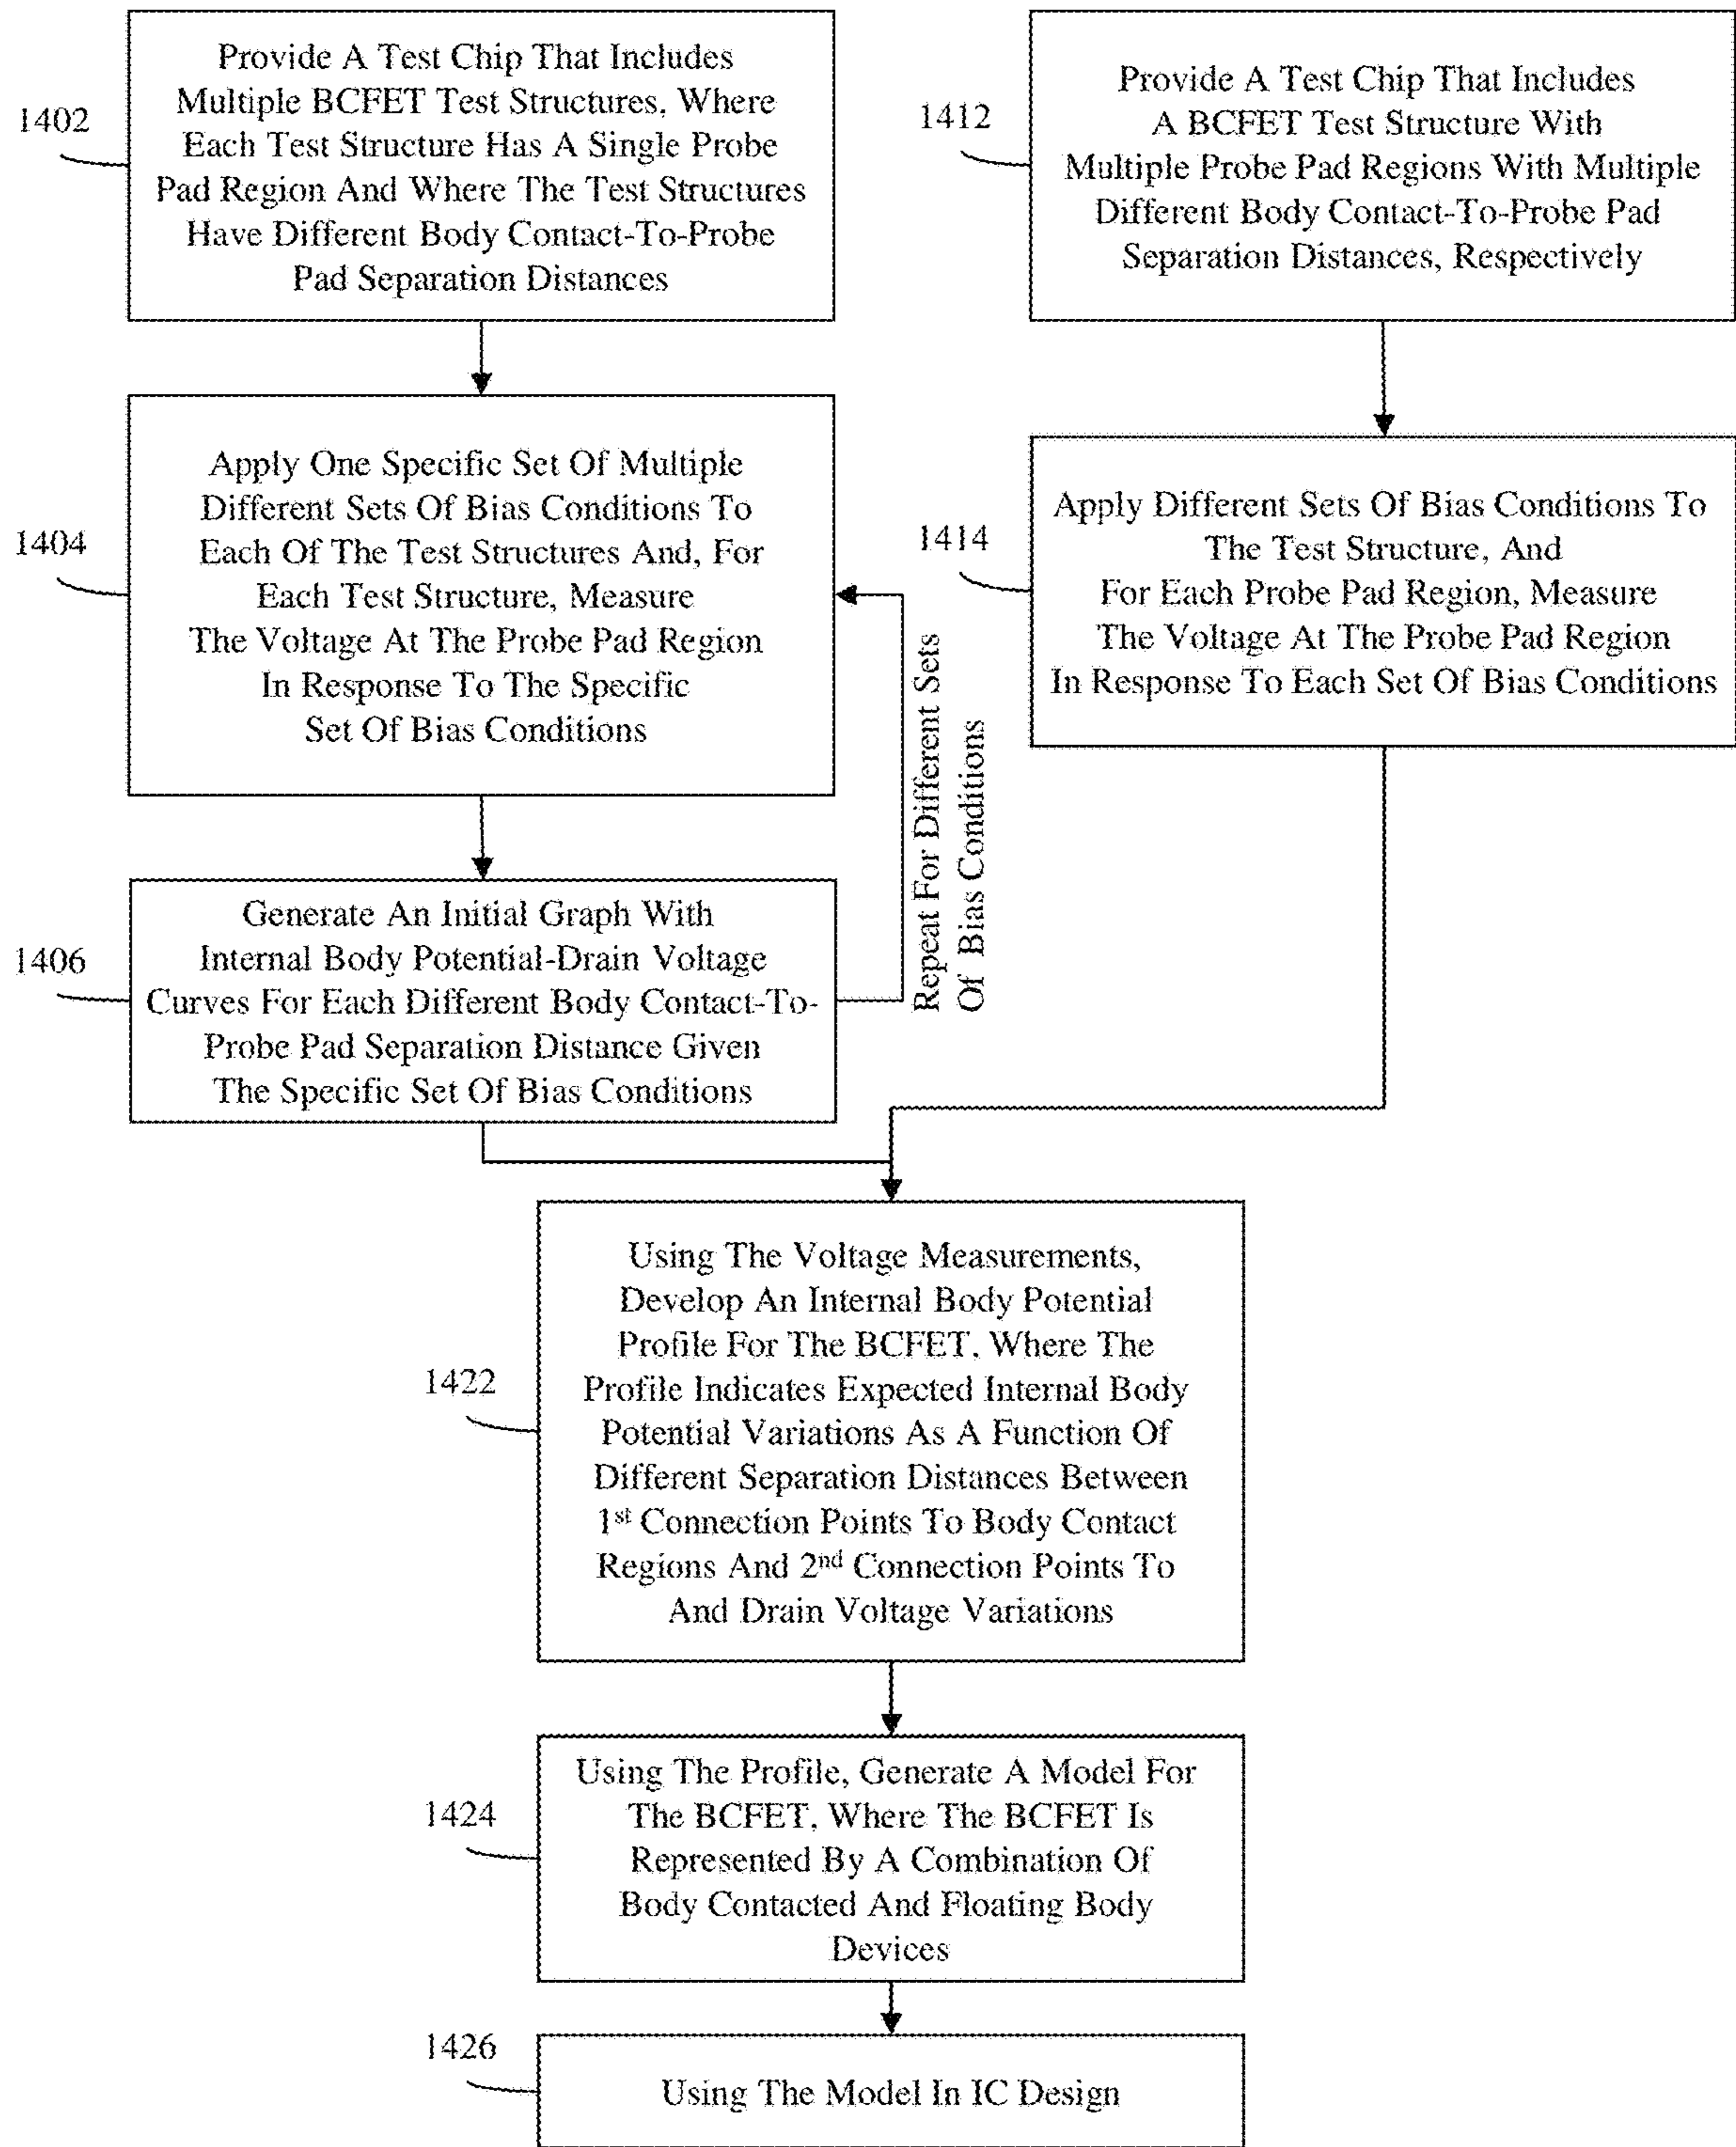 1402
Provide A Test Chip That Includes
Multiple BCFET Test Structures, Where
Each Test Structure Has A Single Probe
Pad Region And Where The Test Structures
Have Different Body Contact-To-Probe
Pad Separation Distances
1412
Provide A Test Chip That Includes
A BCFET Test Structure With
Multiple Probe Pad Regions With Multiple
Different Body Contact-To-Probe Pad
Separation Distances, Respectively
1404
Apply One Specific Set Of Multiple
Different Sets Of Bias Conditions To
Each Of The Test Structures And, For
Each Test Structure, Measure
The Voltage At The Probe Pad Region
In Response To The Specific
Set Of Bias Conditions
Repeat For Different Sets
Of Bias Conditions
1414
Apply Different Sets Of Bias Conditions To
The Test Structure, And
For Each Probe Pad Region, Measure
The Voltage At The Probe Pad Region
In Response To Each Set Of Bias Conditions
1406
Generate An Initial Graph With
Internal Body Potential-Drain Voltage
Curves For Each Different Body Contact-To-
Probe Pad Separation Distance Given
The Specific Set Of Bias Conditions
1422
Using The Voltage Measurements,
Develop An Internal Body Potential
Profile For The BCFET, Where The
Profile Indicates Expected Internal Body
Potential Variations As A Function Of
Different Separation Distances Between
1st Connection Points To Body Contact
Regions And 2nd Connection Points To
And Drain Voltage Variations
1424
Using The Profile, Generate A Model For
The BCFET, Where The BCFET Is
Represented By A Combination Of
Body Contacted And Floating Body
Devices
1426
Using The Model In IC Design